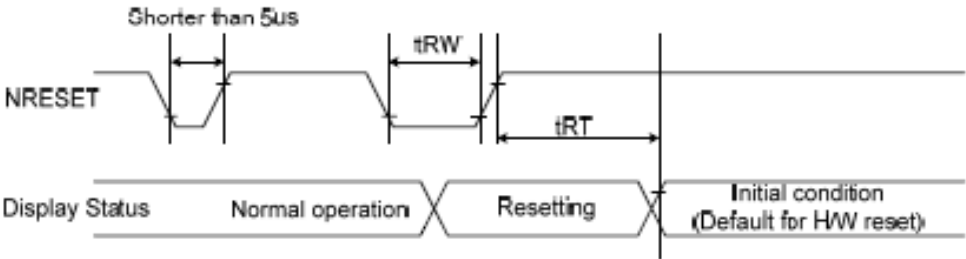 Shorter than 5us
tRW
NRESET
tRT
Display Status
Normal operation
Resetting
Initial condition
(Default for H/W reset)